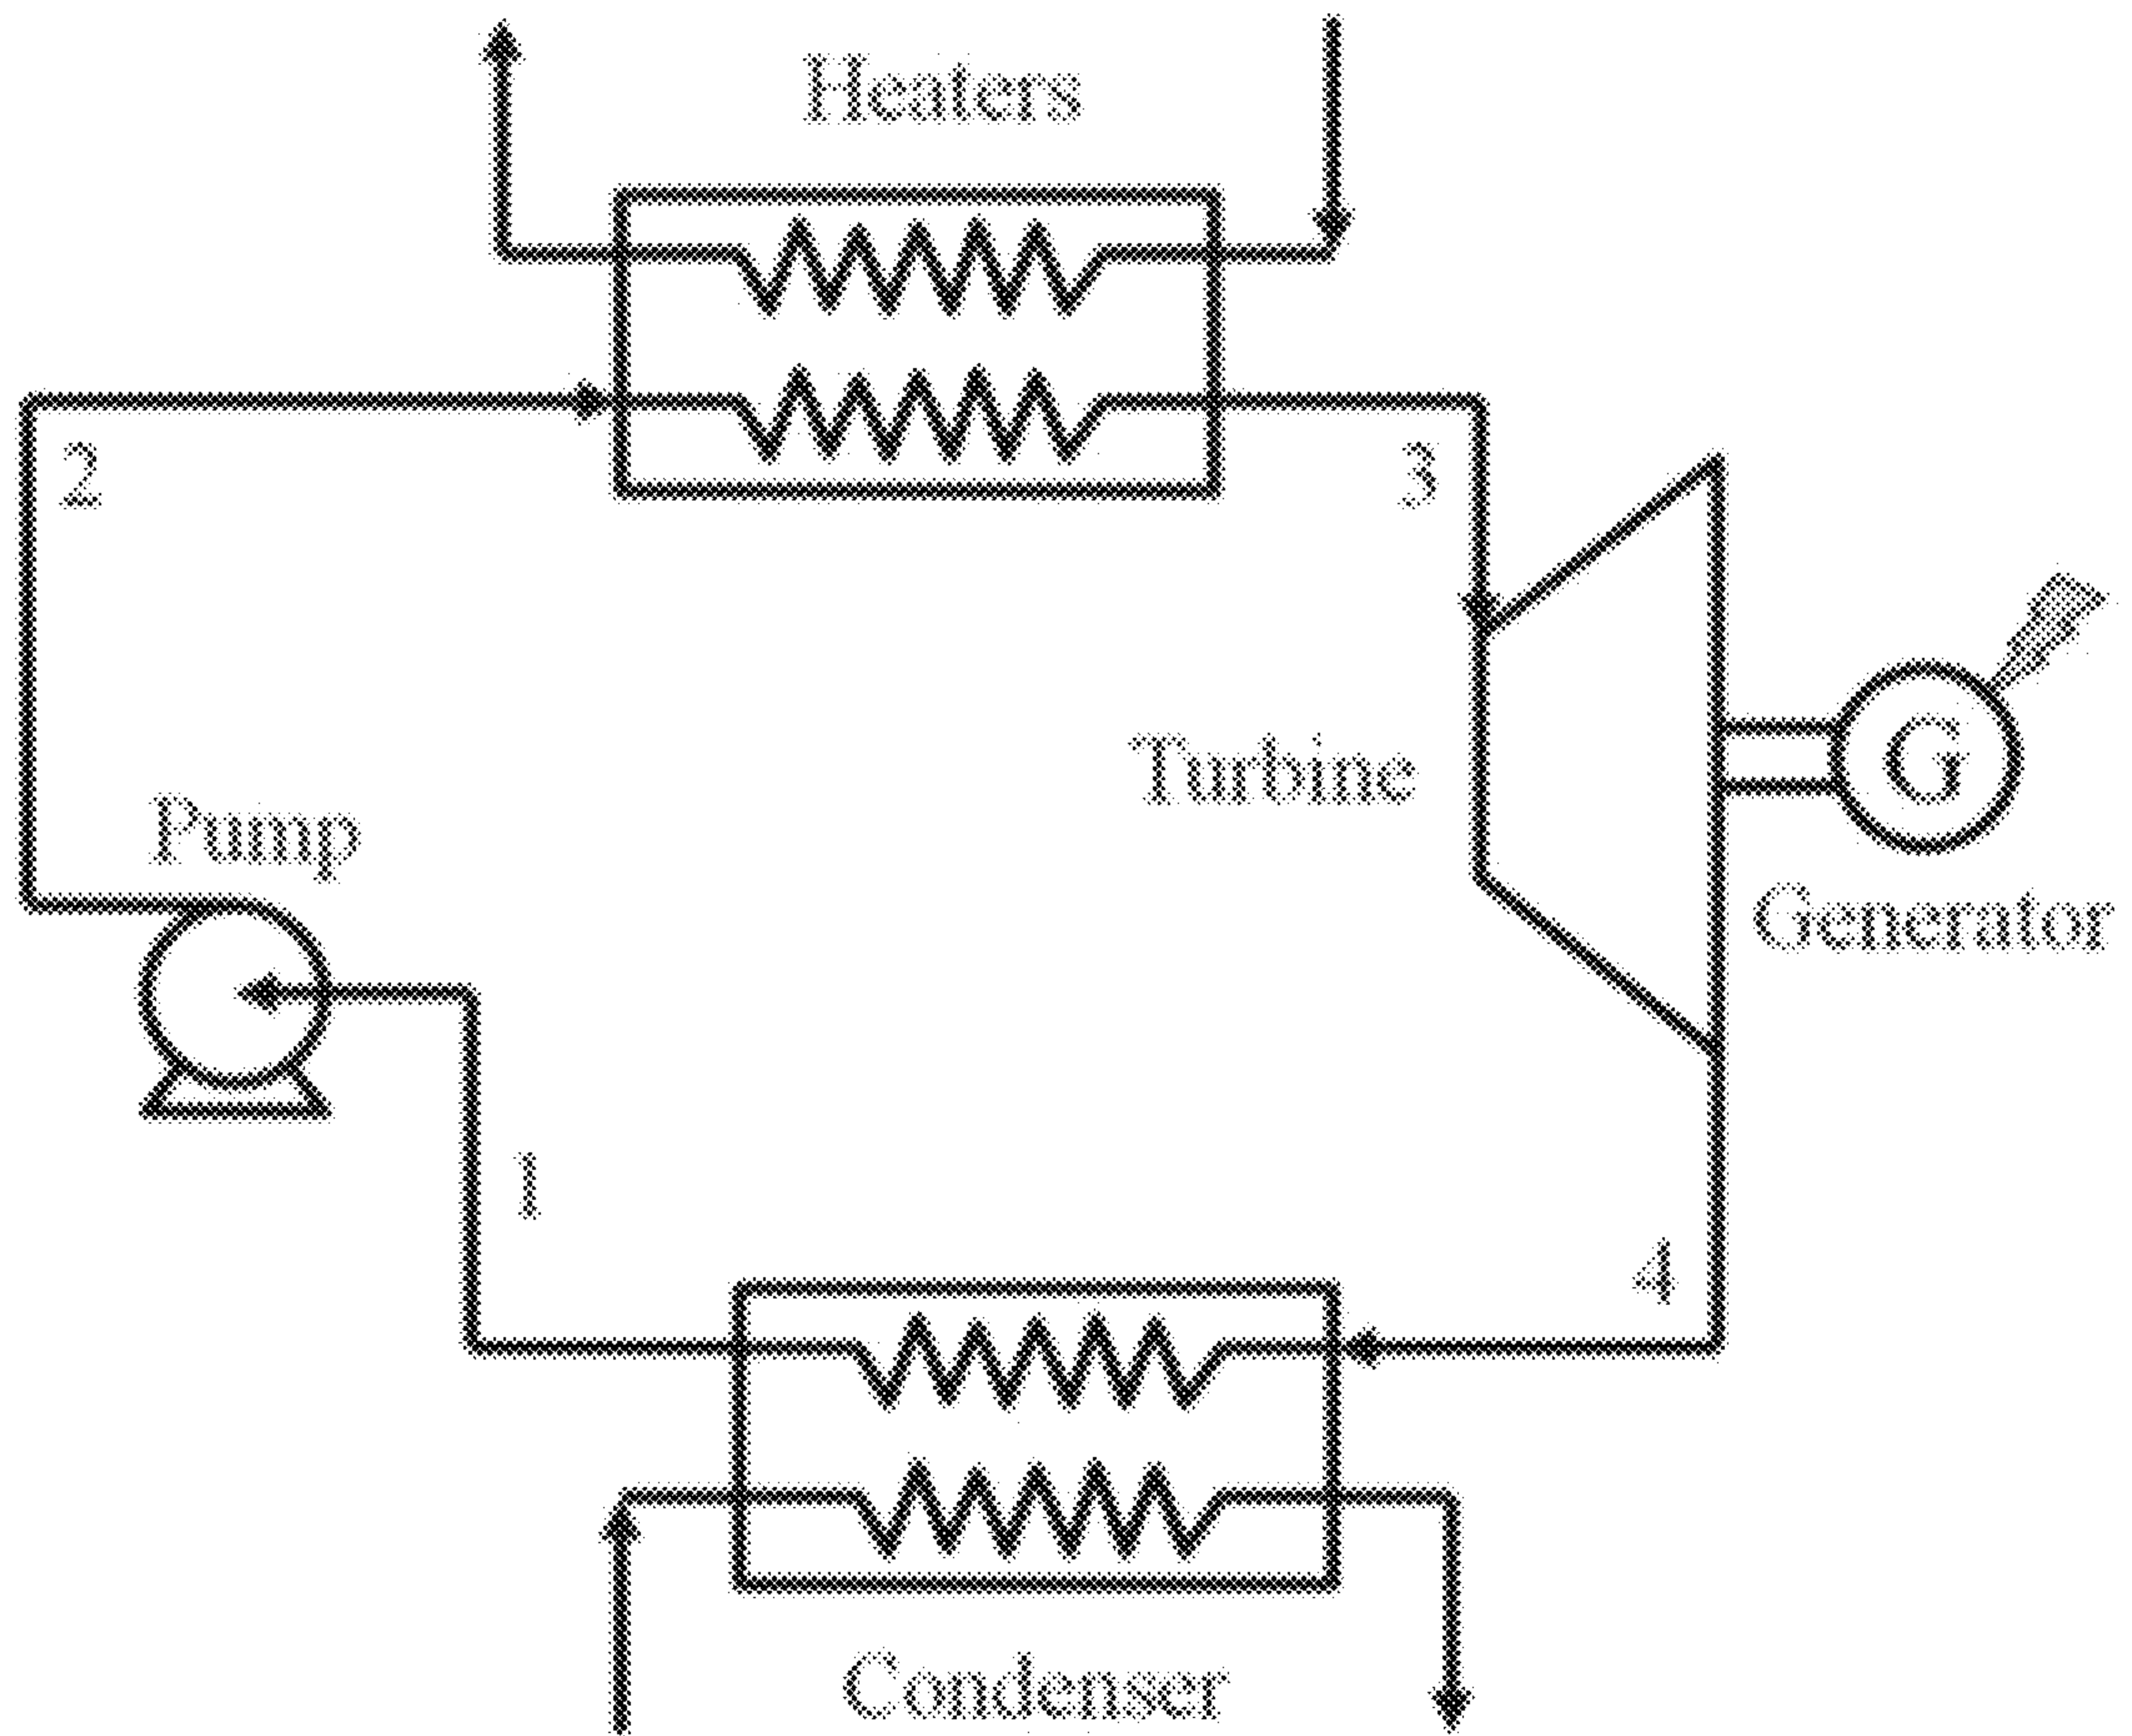 Heaters
2
3
Turbine
G
Pump
Generator
1
4
Condenser